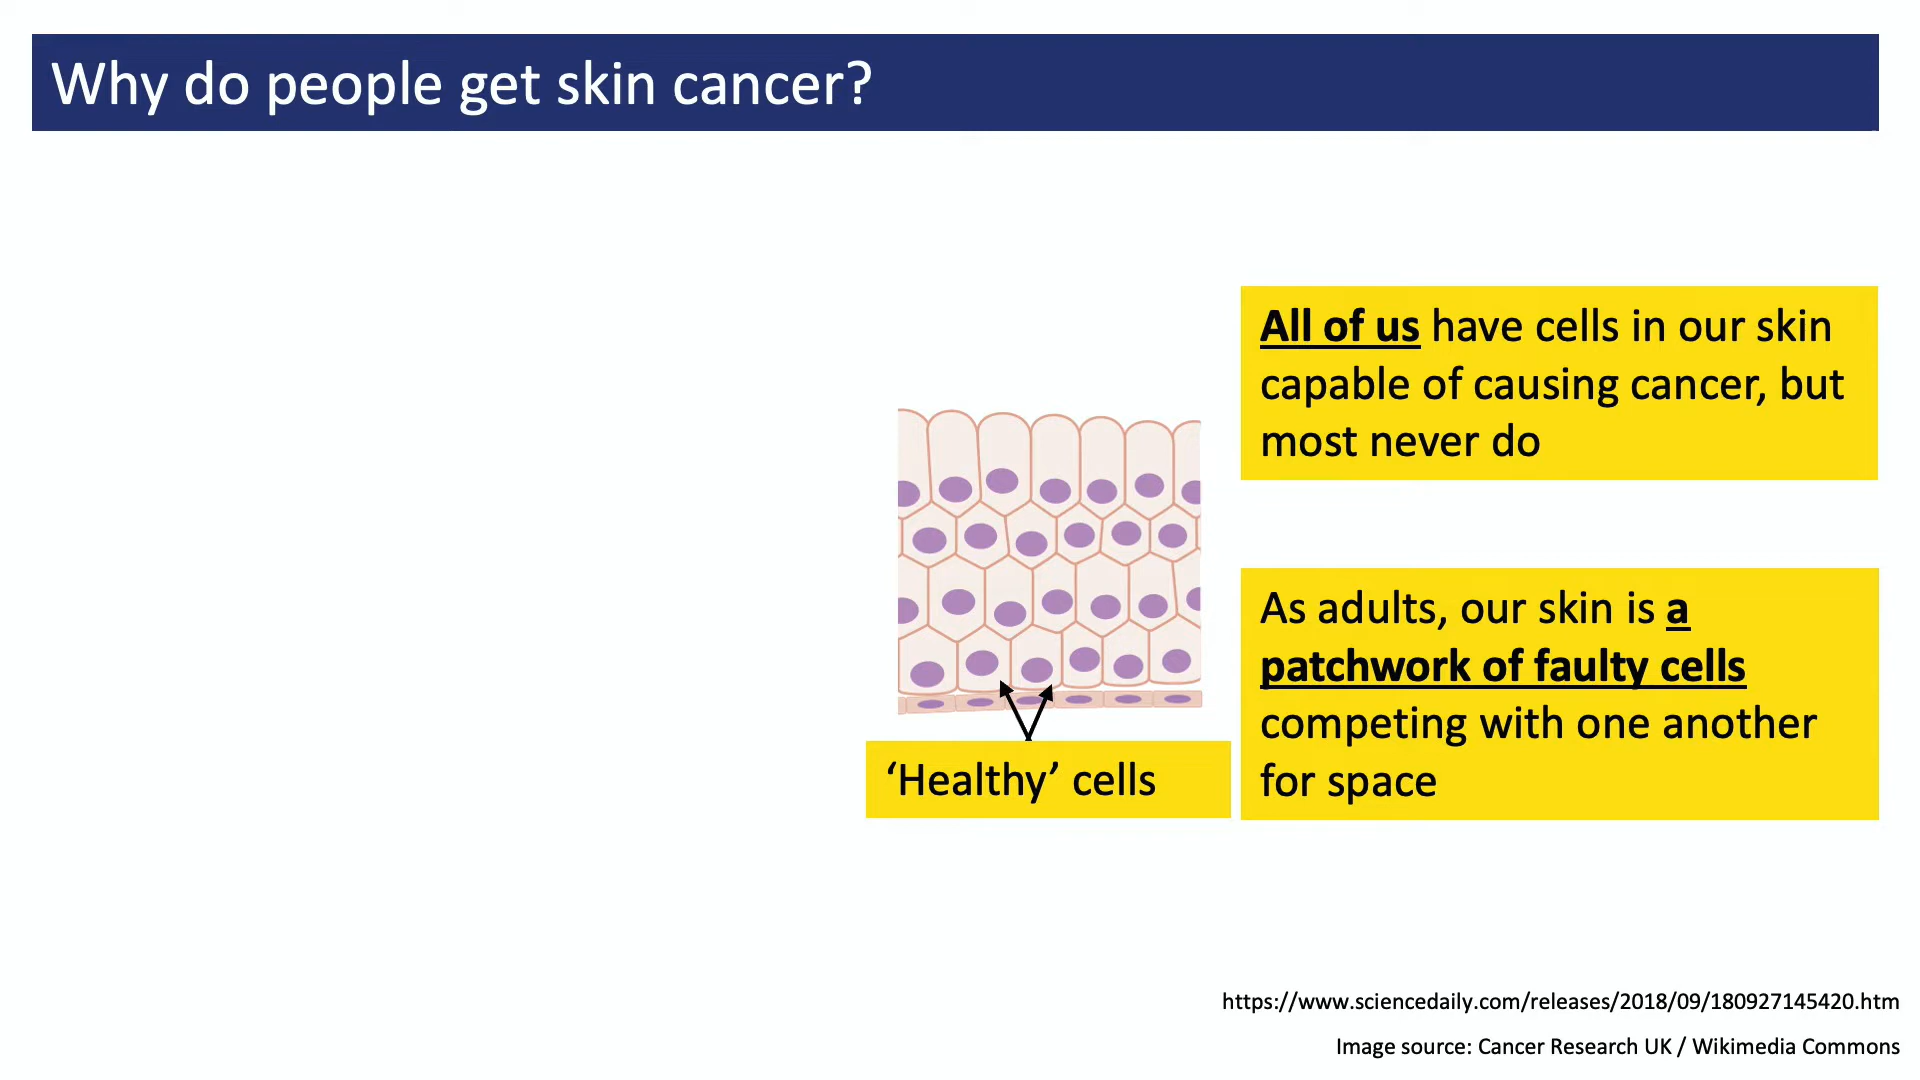 Why do people get skin cancer?
All of us have cells in our skin
capable of causing cancer, but
most never do
As adults, our skin is a
patchwork of faulty cells
competing with one another
for space
‘Healthy’ cells
https://www.sciencedaily.com/releases/2018/09/180927145420.htm
Image source: Cancer Research UK / Wikimedia Commons